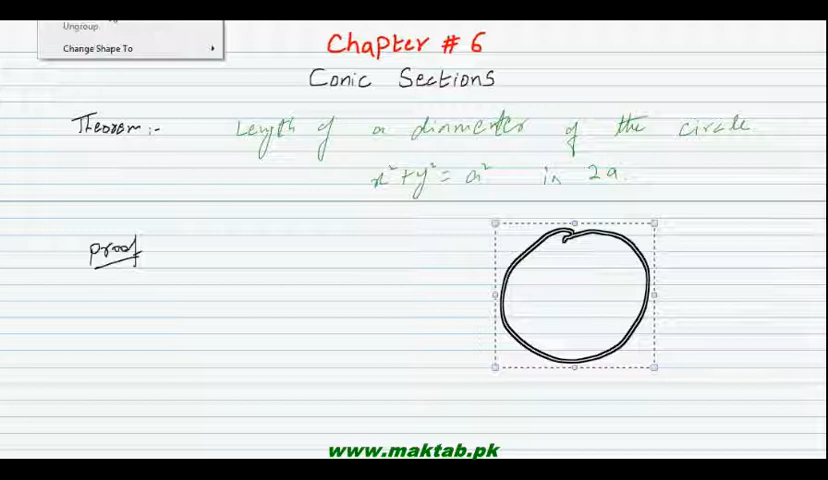 Ungroup
Change Shape To
Chapter # 6
Conic Sections
Theorem:- Length of a diameter of the circle
x²+y²= a² is 2a.
Proof
www.maktab.pk